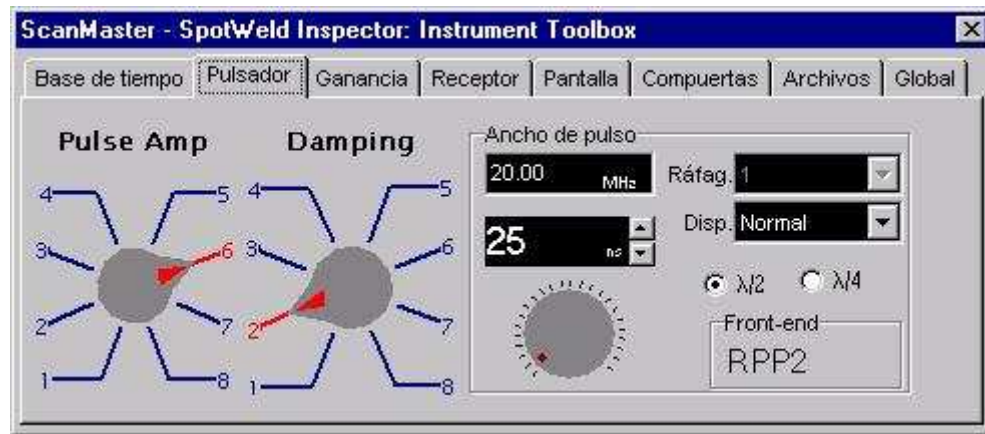 ScanMaster - SpotWeld Inspector: Instrument Toolbox
Base de tiempo Pulsador Ganancia Receptor Pantalla Compuertas Archivos Global
Pulse Amp
4 5
3 6
2 7
1 8
Damping
4 5
3 6
2 7
1 8
Ancho de pulso
20.00 MHz
Ráfag. 1
25 ns
Disp. Normal
λ/2 λ/4
Front-end
RPP2